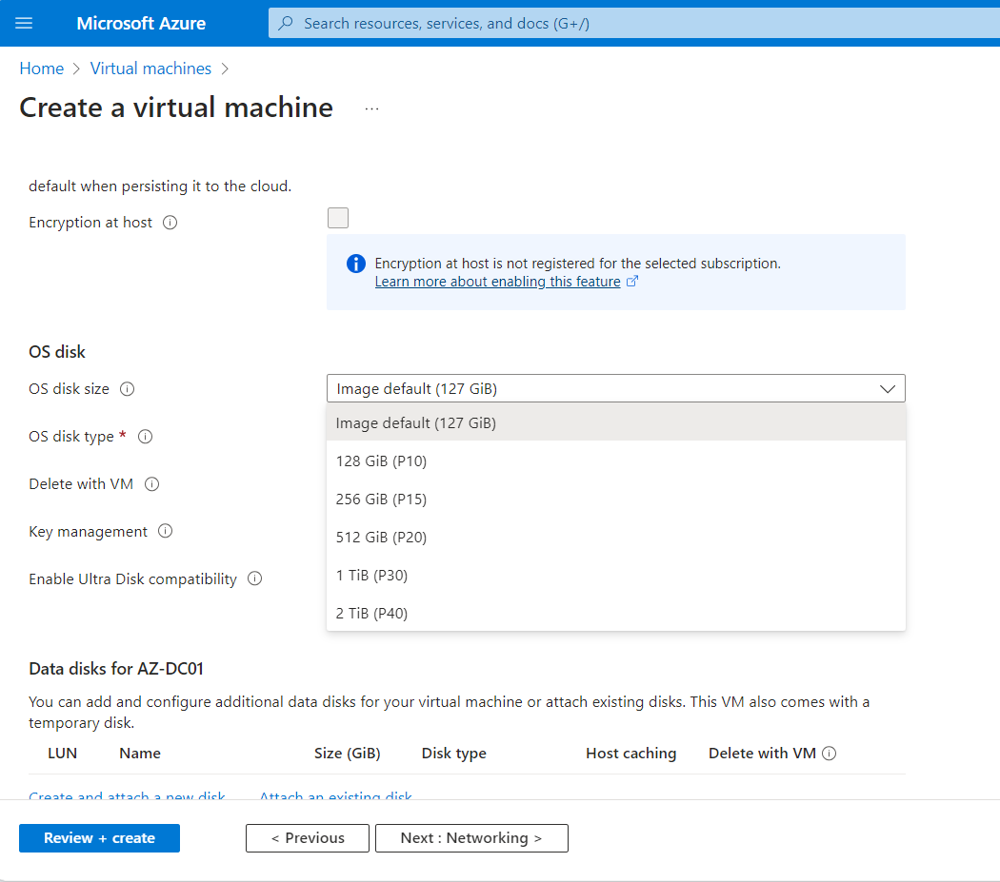 Microsoft Azure
Search resources, services, and docs (G+/)
Home > Virtual machines >
Create a virtual machine ...
default when persisting it to the cloud.
Encryption at host
Encryption at host is not registered for the selected subscription.
Learn more about enabling this feature
OS disk
OS disk size
Image default (127 GiB)
Image default (127 GiB)
OS disk type *
128 GiB (P10)
Delete with VM
256 GiB (P15)
Key management
512 GiB (P20)
Enable Ultra Disk compatibility
1 TiB (P30)
2 TiB (P40)
Data disks for AZ-DC01
You can add and configure additional data disks for your virtual machine or attach existing disks. This VM also comes with a
temporary disk.
LUN Name Size (GiB) Disk type Host caching Delete with VM
Create and attach a new disk Attach an existing disk
Review + create < Previous Next : Networking >